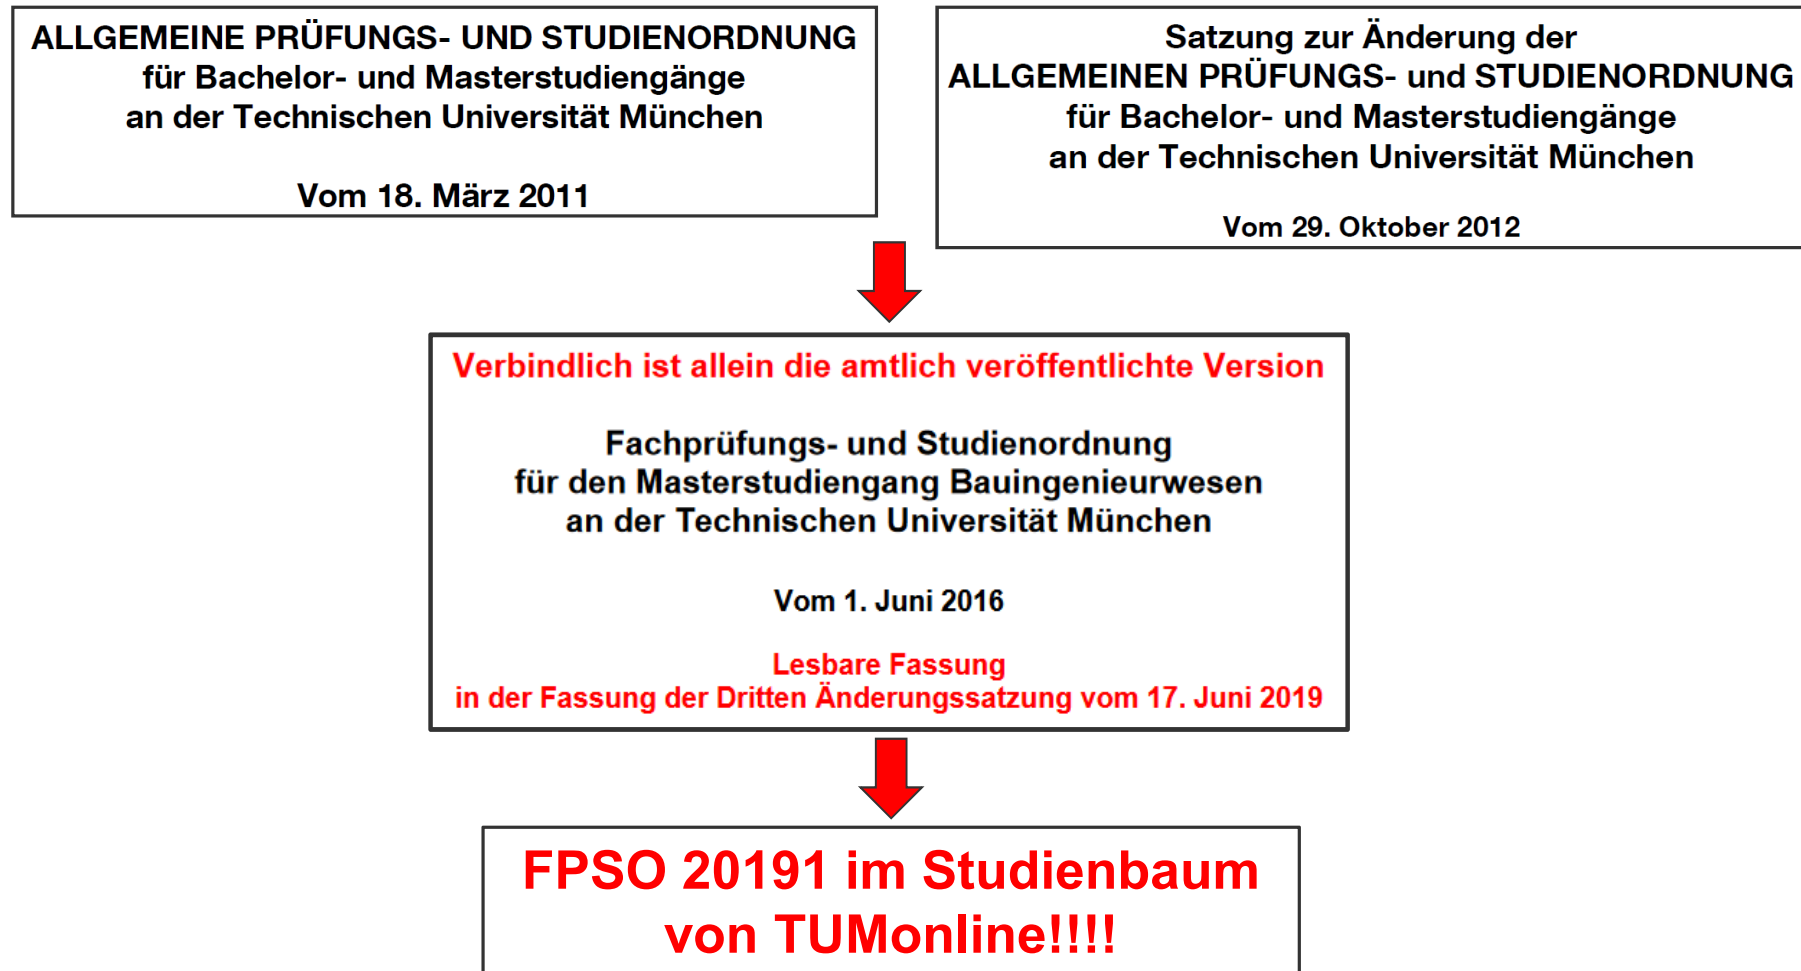 ALLGEMEINE PRÜFUNGS- UND STUDIENORDNUNG
für Bachelor- und Masterstudiengänge
an der Technischen Universität München
Vom 18. März 2011
Satzung zur Änderung der
ALLGEMEINEN PRÜFUNGS- und STUDIENORDNUNG
für Bachelor- und Masterstudiengänge
an der Technischen Universität München
Vom 29. Oktober 2012
Verbindlich ist allein die amtlich veröffentlichte Version
Fachprüfungs- und Studienordnung
für den Masterstudiengang Bauingenieurwesen
an der Technischen Universität München
Vom 1. Juni 2016
Lesbare Fassung
in der Fassung der Dritten Änderungssatzung vom 17. Juni 2019
FPSO 20191 im Studienbaum
von TUMonline!!!!